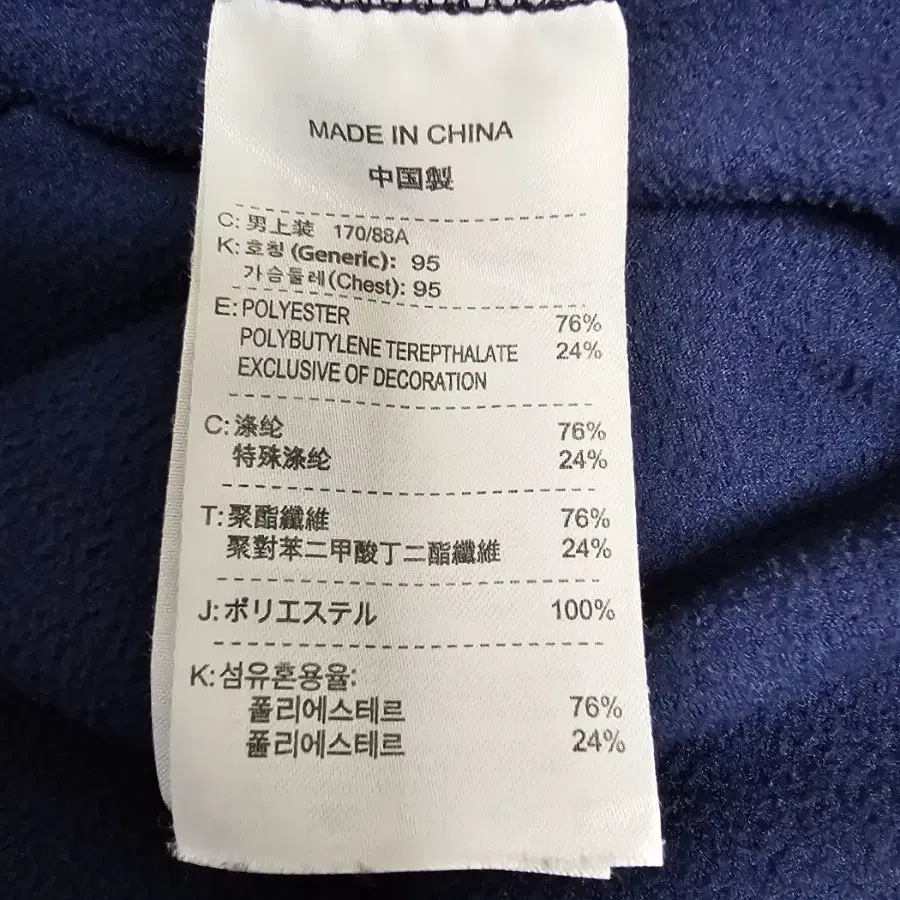 MADE IN CHINA
中国製
C: 男上装 170/88A
K: 호칭 (Generic): 95
가슴둘레(Chest): 95
E: POLYESTER 76%
POLYBUTYLENE TEREPTHALATE 24%
EXCLUSIVE OF DECORATION
C: 涤纶 76%
特殊涤纶 24%
T: 聚酯纖維 76%
聚對苯二甲酸丁二酯纖維 24%
J: ポリエステル 100%
K: 섬유혼용율:
폴리에스테르 76%
폴리에스테르 24%